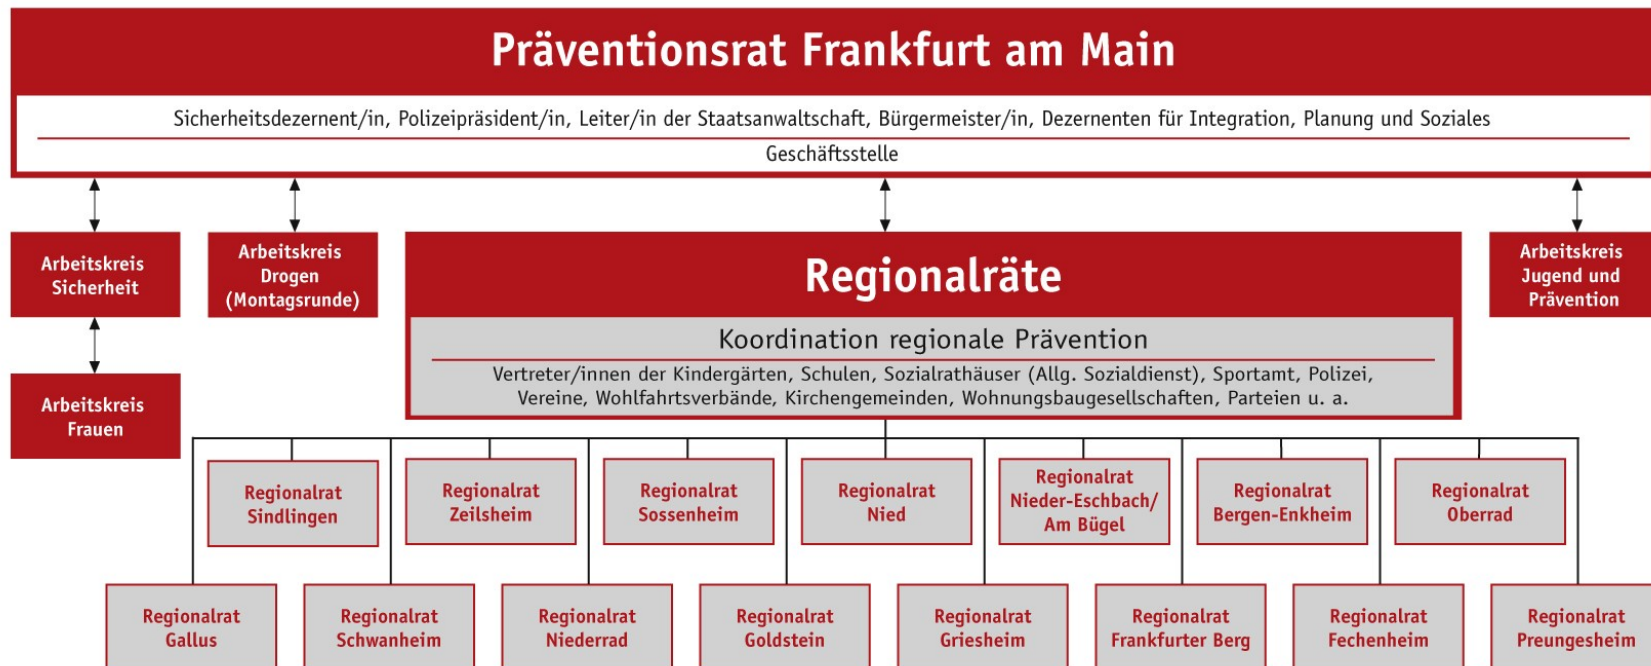 Präventionsrat Frankfurt am Main
Sicherheitsdezernent/in, Polizeipräsident/in, Leiter/in der Staatsanwaltschaft, Bürgermeister/in, Dezernenten für Integration, Planung und Soziales
Geschäftsstelle
Arbeitskreis
Sicherheit
Arbeitskreis
Drogen
(Montagsrunde)
Regionalräte
Koordination regionale Prävention
Vertreter/innen der Kindergärten, Schulen, Sozialrathäuser (Allg. Sozialdienst), Sportamt, Polizei,
Vereine, Wohlfahrtsverbände, Kirchengemeinden, Wohnungsbaugesellschaften, Parteien u. a.
Arbeitskreis
Jugend und
Prävention
Arbeitskreis
Frauen
Regionalrat
Sindlingen
Regionalrat
Zeilsheim
Regionalrat
Sossenheim
Regionalrat
Nied
Regionalrat
Nieder-Eschbach/
Am Bügel
Regionalrat
Bergen-Enkheim
Regionalrat
Oberrad
Regionalrat
Gallus
Regionalrat
Schwanheim
Regionalrat
Niederrad
Regionalrat
Goldstein
Regionalrat
Griesheim
Regionalrat
Frankfurter Berg
Regionalrat
Fechenheim
Regionalrat
Preungesheim